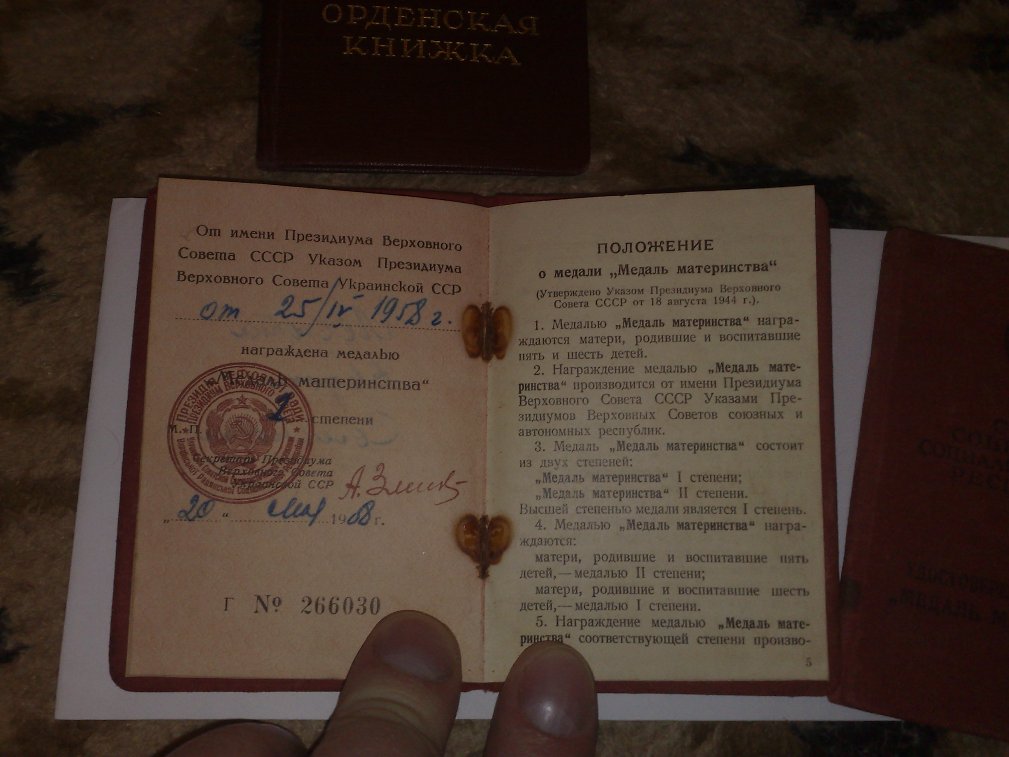 ОРДЕНСКАЯ
КНИЖКА
От имени Президиума Верховного
Совета СССР Указом Президиума
Верховного Совета Украинской ССР
от 25/IV 1958 г.
награждена медалью
материнства“
степени
М. П.
Секретарь Президиума
Верховного Совета
Украинской ССР
„20“ мая 1958 г.
Г № 266030
ПОЛОЖЕНИЕ
о медали „Медаль материнства“
(Утверждено Указом Президиума Верховного
Совета СССР от 18 августа 1944 г.).
1. Медалью „Медаль материнства“ награ-
ждаются матери, родившие и воспитавшие
пять и шесть детей.
2. Награждение медалью „Медаль мате-
ринства“ производится от имени Президиума
Верховного Совета СССР Указами Пре-
зидиумов Верховных Советов союзных и
автономных республик.
3. Медаль „Медаль материнства“ состоит
из двух степеней:
„Медаль материнства“ I степени;
„Медаль материнства“ II степени.
Высшей степенью медали является I степень.
4. Медалью „Медаль материнства“ награ-
ждаются:
матери, родившие и воспитавшие пять
детей,—медалью II степени;
матери, родившие и воспитавшие шесть
детей,—медалью I степени.
5. Награждение медалью „Медаль мате-
ринства“ соответствующей степени произво-
5